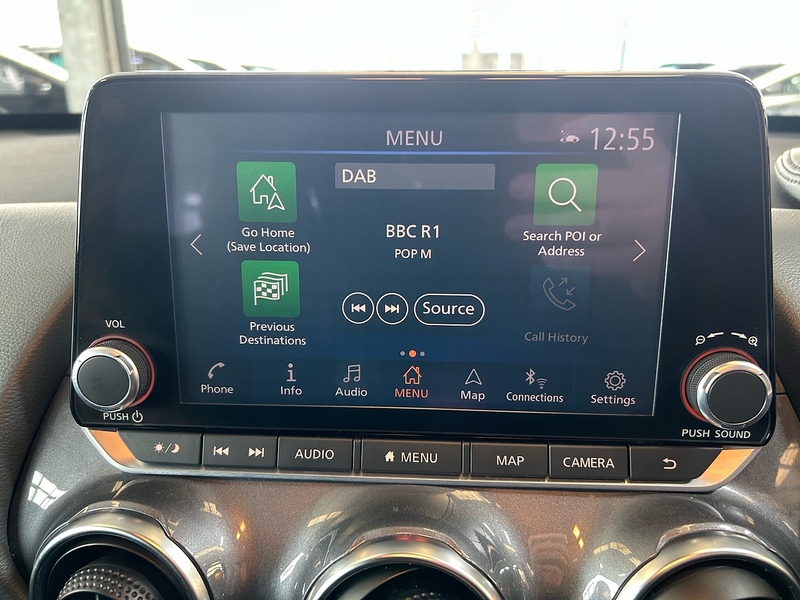 MENU
12:55
Go Home
(Save Location)
DAB
BBC R1
POP M
Search POI or
Address
Previous
Destinations
Source
Call History
Phone
Info
Audio
MENU
Map
Connections
Settings
VOL
PUSH
PUSH SOUND
AUDIO
MENU
MAP
CAMERA